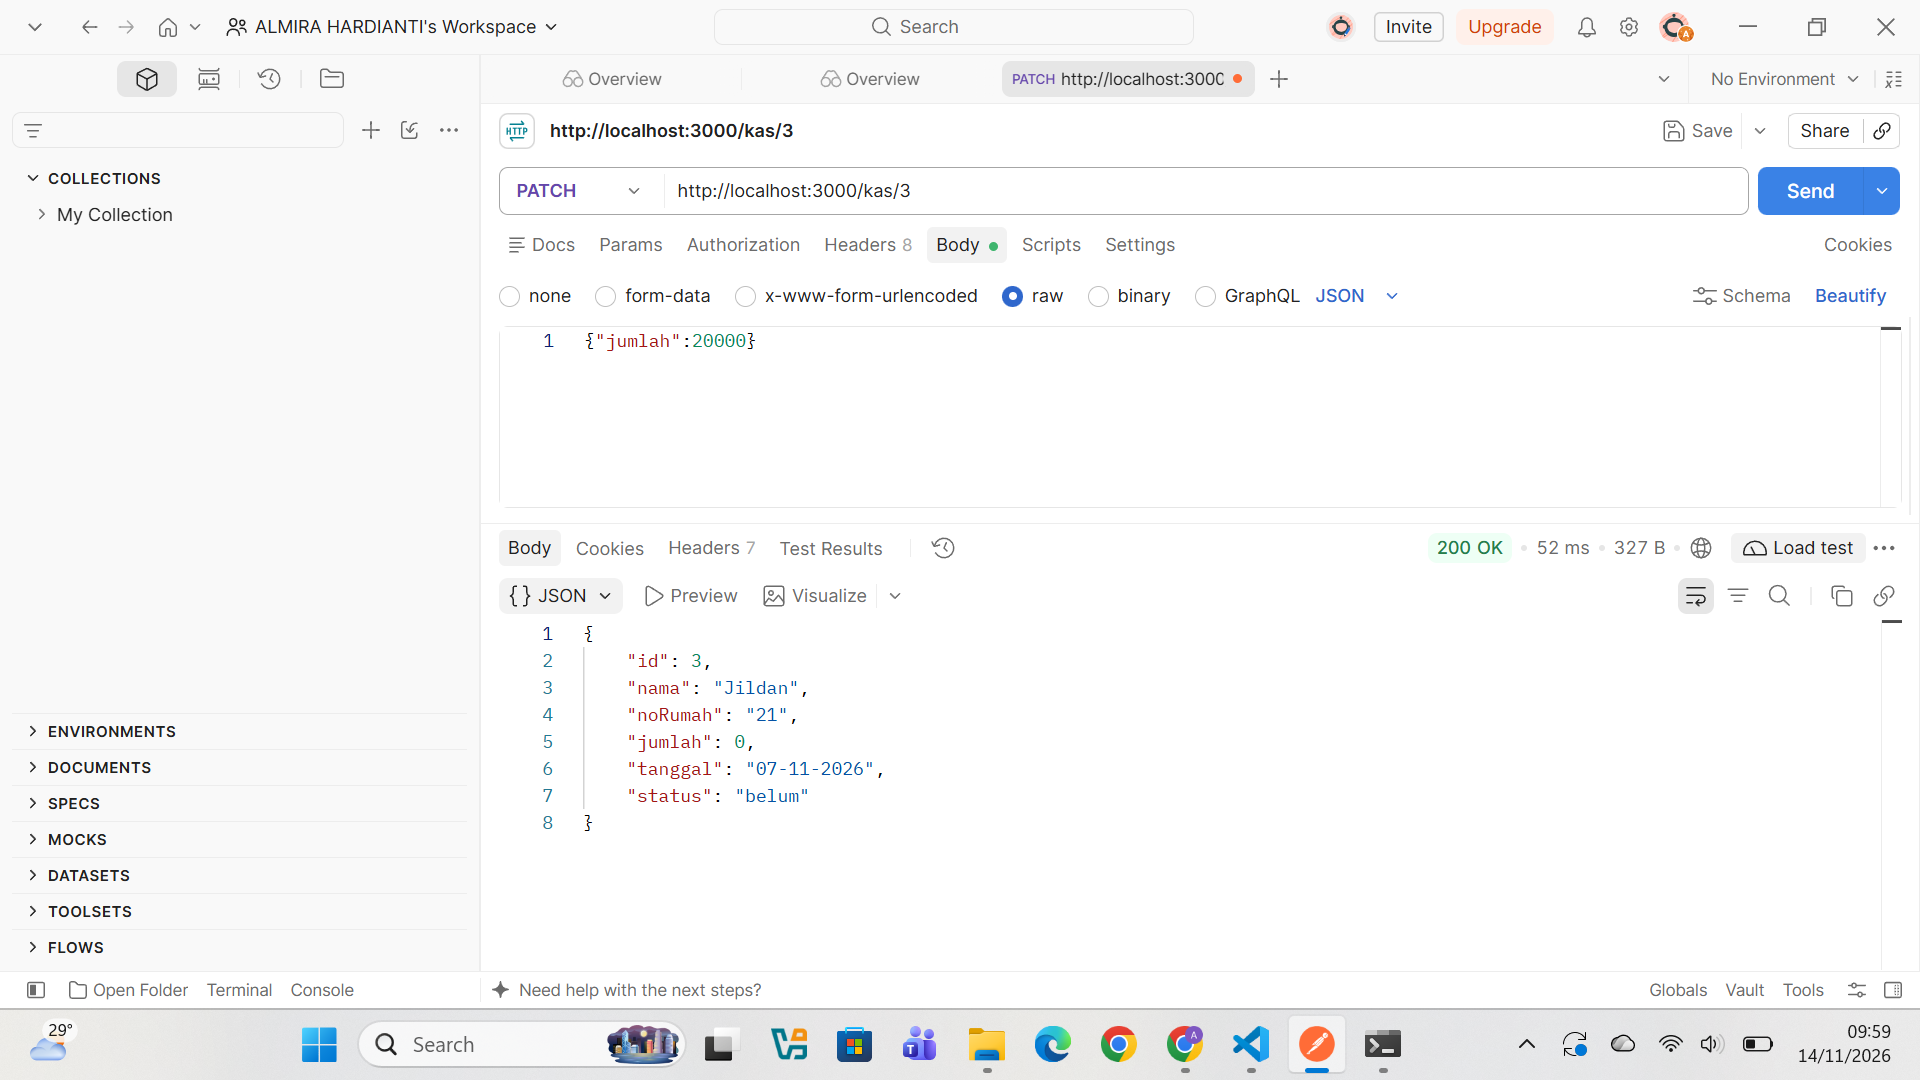 ALMIRA HARDIANTI's Workspace
Search
Invite
Upgrade
A
Overview
Overview
PATCH http://localhost:3000
No Environment
HTTP http://localhost:3000/kas/3
Save
Share
COLLECTIONS
My Collection
PATCH
http://localhost:3000/kas/3
Send
Docs
Params
Authorization
Headers 8
Body
Scripts
Settings
Cookies
none
form-data
x-www-form-urlencoded
raw
binary
GraphQL
JSON
Schema
Beautify
1 {"jumlah":20000}
Body
Cookies
Headers 7
Test Results
200 OK
52 ms
327 B
Load test
{} JSON
Preview
Visualize
1 {
2 "id": 3,
3 "nama": "Jildan",
4 "noRumah": "21",
5 "jumlah": 0,
6 "tanggal": "07-11-2026",
7 "status": "belum"
8 }
ENVIRONMENTS
DOCUMENTS
SPECS
MOCKS
DATASETS
TOOLSETS
FLOWS
Open Folder
Terminal
Console
Need help with the next steps?
Globals
Vault
Tools
29°
Search
09:59
14/11/2026